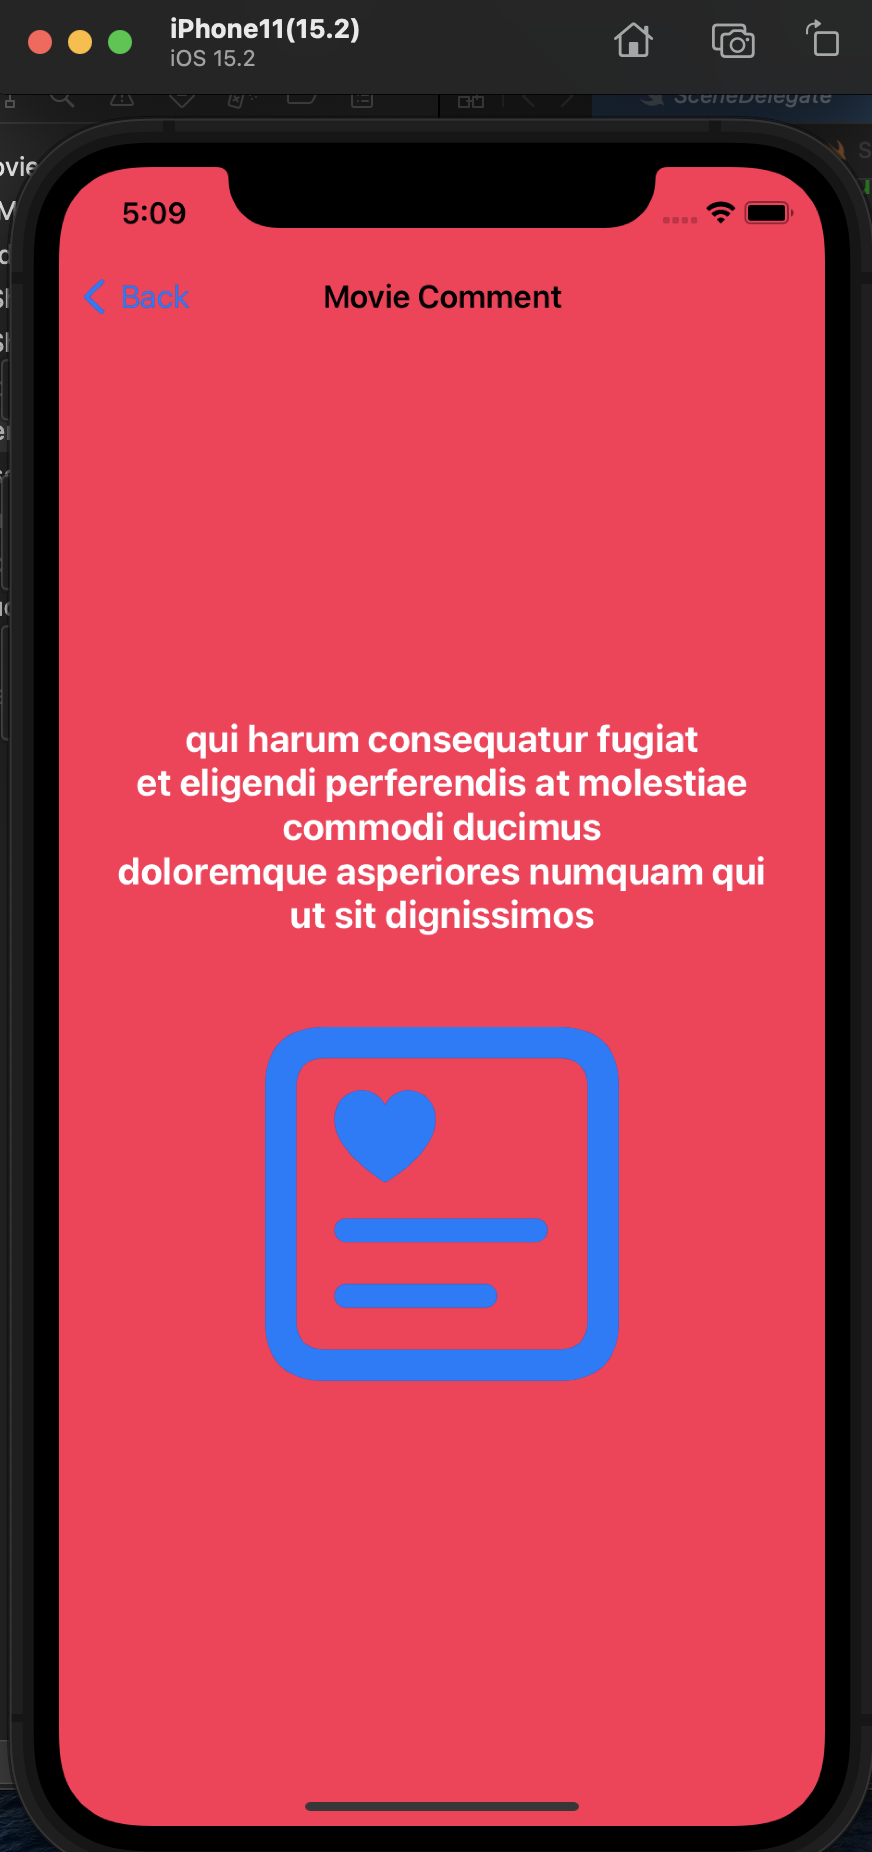 iPhone11(15.2)
iOS 15.2
SceneDelegate
5:09
Back
Movie Comment
qui harum consequatur fugiat
et eligendi perferendis at molestiae
commodi ducimus
doloremque asperiores numquam qui
ut sit dignissimos